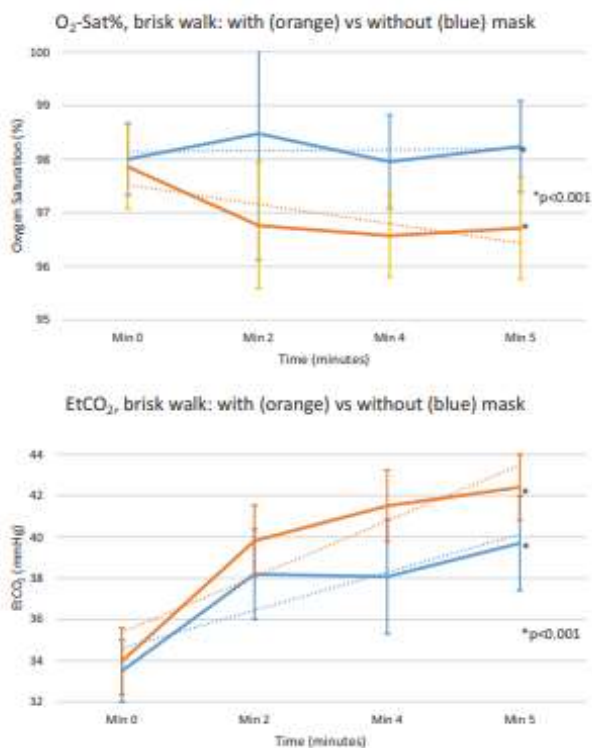 O₂-Sat%, brisk walk: with (orange) vs without (blue) mask
100
99
98
97
96
95
Oxygen Saturation (%)
*
*
*p<0.001
Min 0
Min 2
Min 4
Min 5
Time (minutes)
EtCO₂, brisk walk: with (orange) vs without (blue) mask
44
42
40
38
36
34
32
EtCO₂ (mmHg)
*
*
*p<0.001
Min 0
Min 2
Min 4
Min 5
Time (minutes)